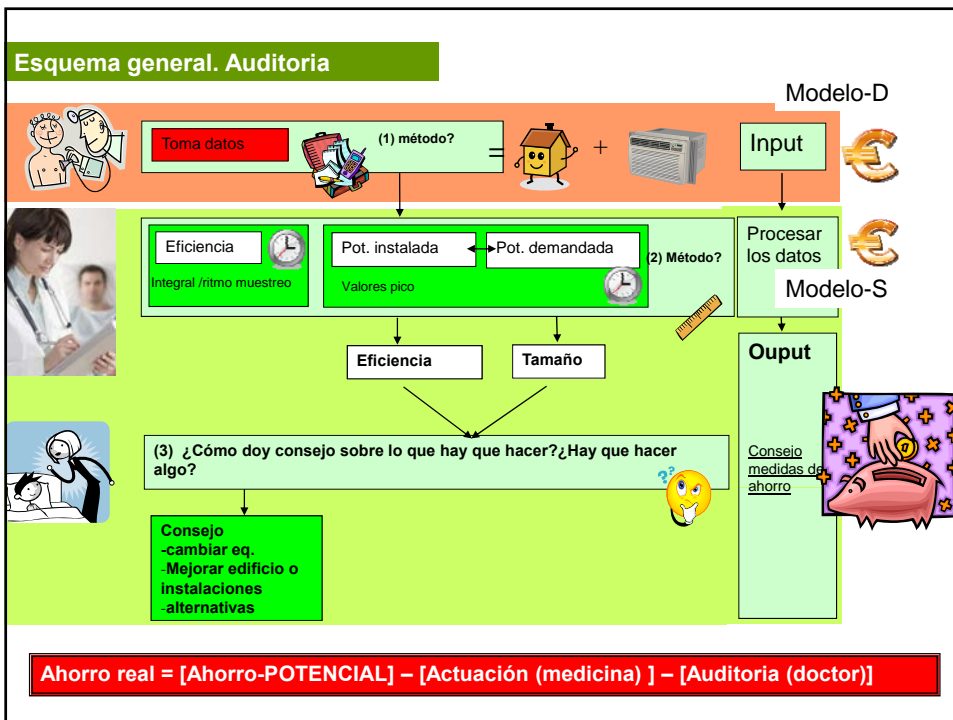 Esquema general. Auditoria
Modelo-D
Toma datos
(1) método?
=
+
Input
Eficiencia
Integral /ritmo muestreo
Pot. instalada
Pot. demandada
Valores pico
(2) Método?
Procesar
los datos
Modelo-S
Eficiencia
Tamaño
Ouput
(3) ¿Cómo doy consejo sobre lo que hay que hacer?¿Hay que hacer
algo?
Consejo
medidas de
ahorro
Consejo
-cambiar eq.
-Mejorar edificio o
instalaciones
-alternativas
Ahorro real = [Ahorro-POTENCIAL] – [Actuación (medicina) ] – [Auditoria (doctor)]